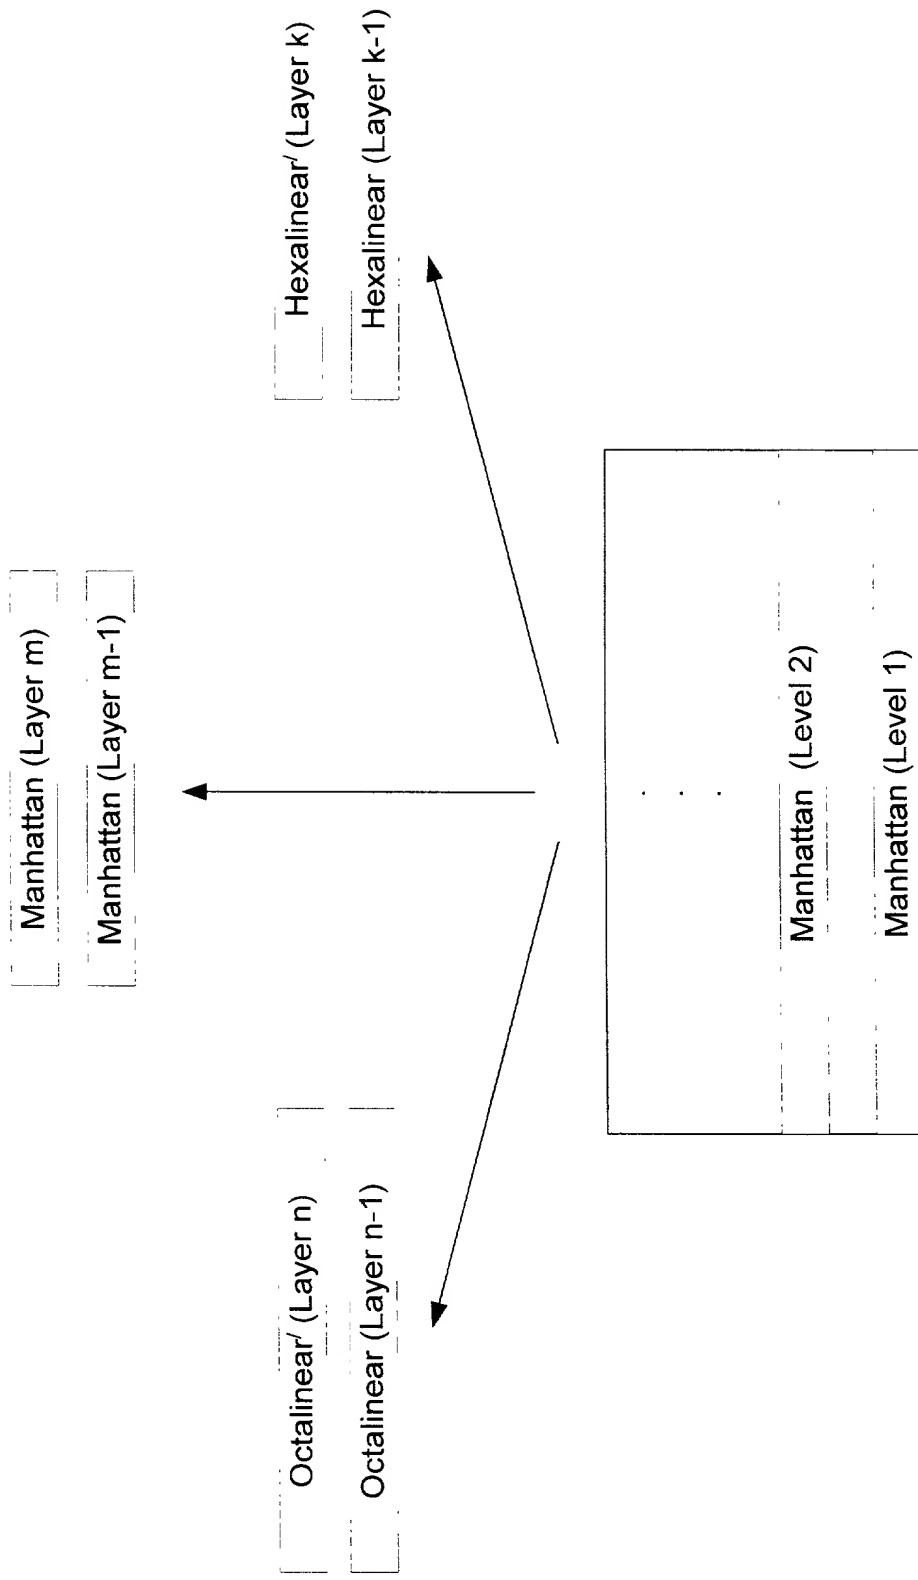 Manhattan (Layer m)
Manhattan (Layer m-1)
Octalinear′ (Layer n)
Octalinear (Layer n-1)
Hexalinear′ (Layer k)
Hexalinear (Layer k-1)
. . .
Manhattan (Level 2)
Manhattan (Level 1)